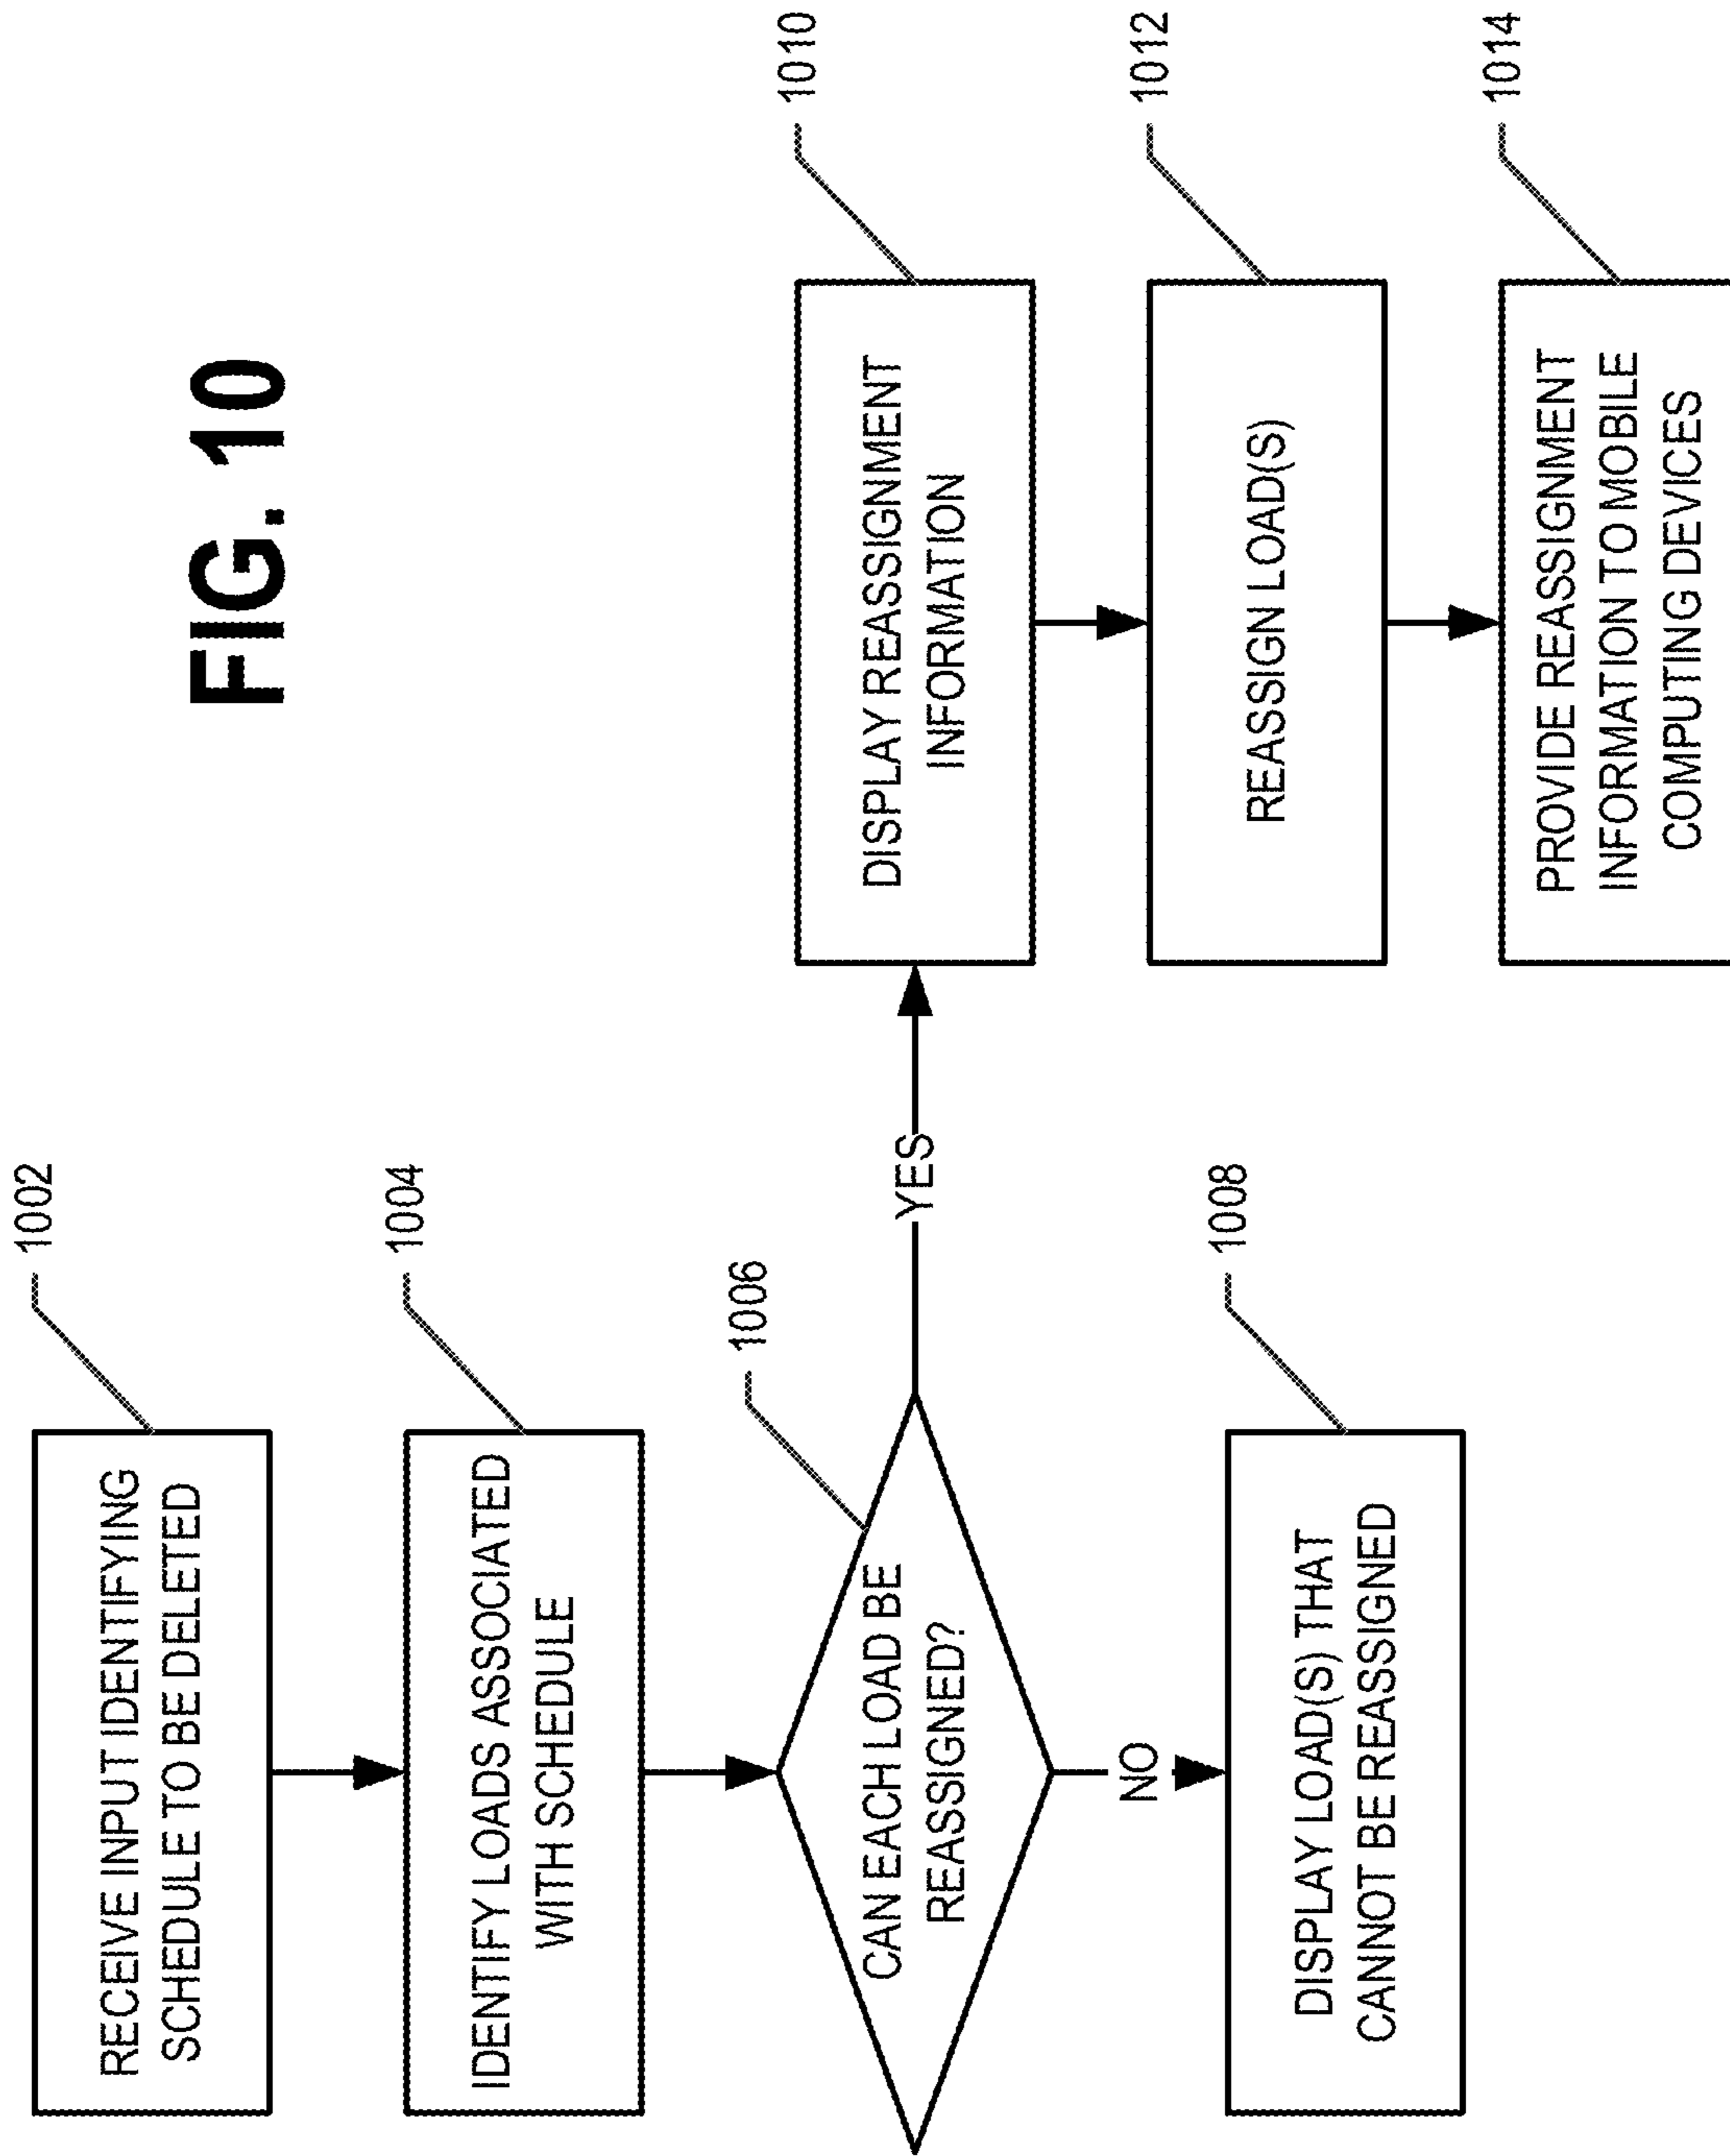 FIG. 10
1002
RECEIVE INPUT IDENTIFYING
SCHEDULE TO BE DELETED
1004
IDENTIFY LOADS ASSOCIATED
WITH SCHEDULE
1006
CAN EACH LOAD BE
REASSIGNED?
NO
1008
DISPLAY LOAD(S) THAT
CANNOT BE REASSIGNED
YES
1010
DISPLAY REASSIGNMENT
INFORMATION
1012
REASSIGN LOAD(S)
1014
PROVIDE REASSIGNMENT
INFORMATION TO MOBILE
COMPUTING DEVICES